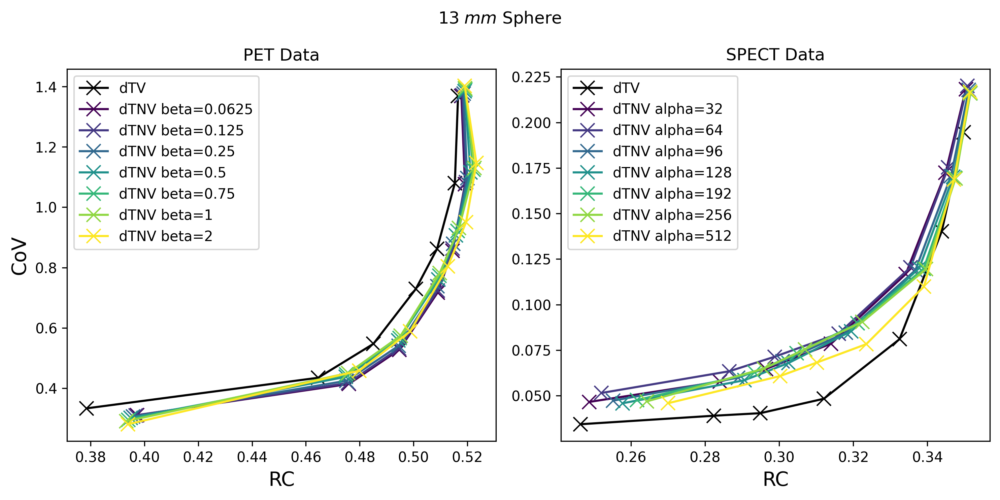 13 mm Sphere
PET Data
SPECT Data
CoV
1.4
1.2
1.0
0.8
0.6
0.4
dTV
dTNV beta=0.0625
dTNV beta=0.125
dTNV beta=0.25
dTNV beta=0.5
dTNV beta=0.75
dTNV beta=1
dTNV beta=2
0.38 0.40 0.42 0.44 0.46 0.48 0.50 0.52
RC
0.225
0.200
0.175
0.150
0.125
0.100
0.075
0.050
dTV
dTNV alpha=32
dTNV alpha=64
dTNV alpha=96
dTNV alpha=128
dTNV alpha=192
dTNV alpha=256
dTNV alpha=512
0.26 0.28 0.30 0.32 0.34
RC